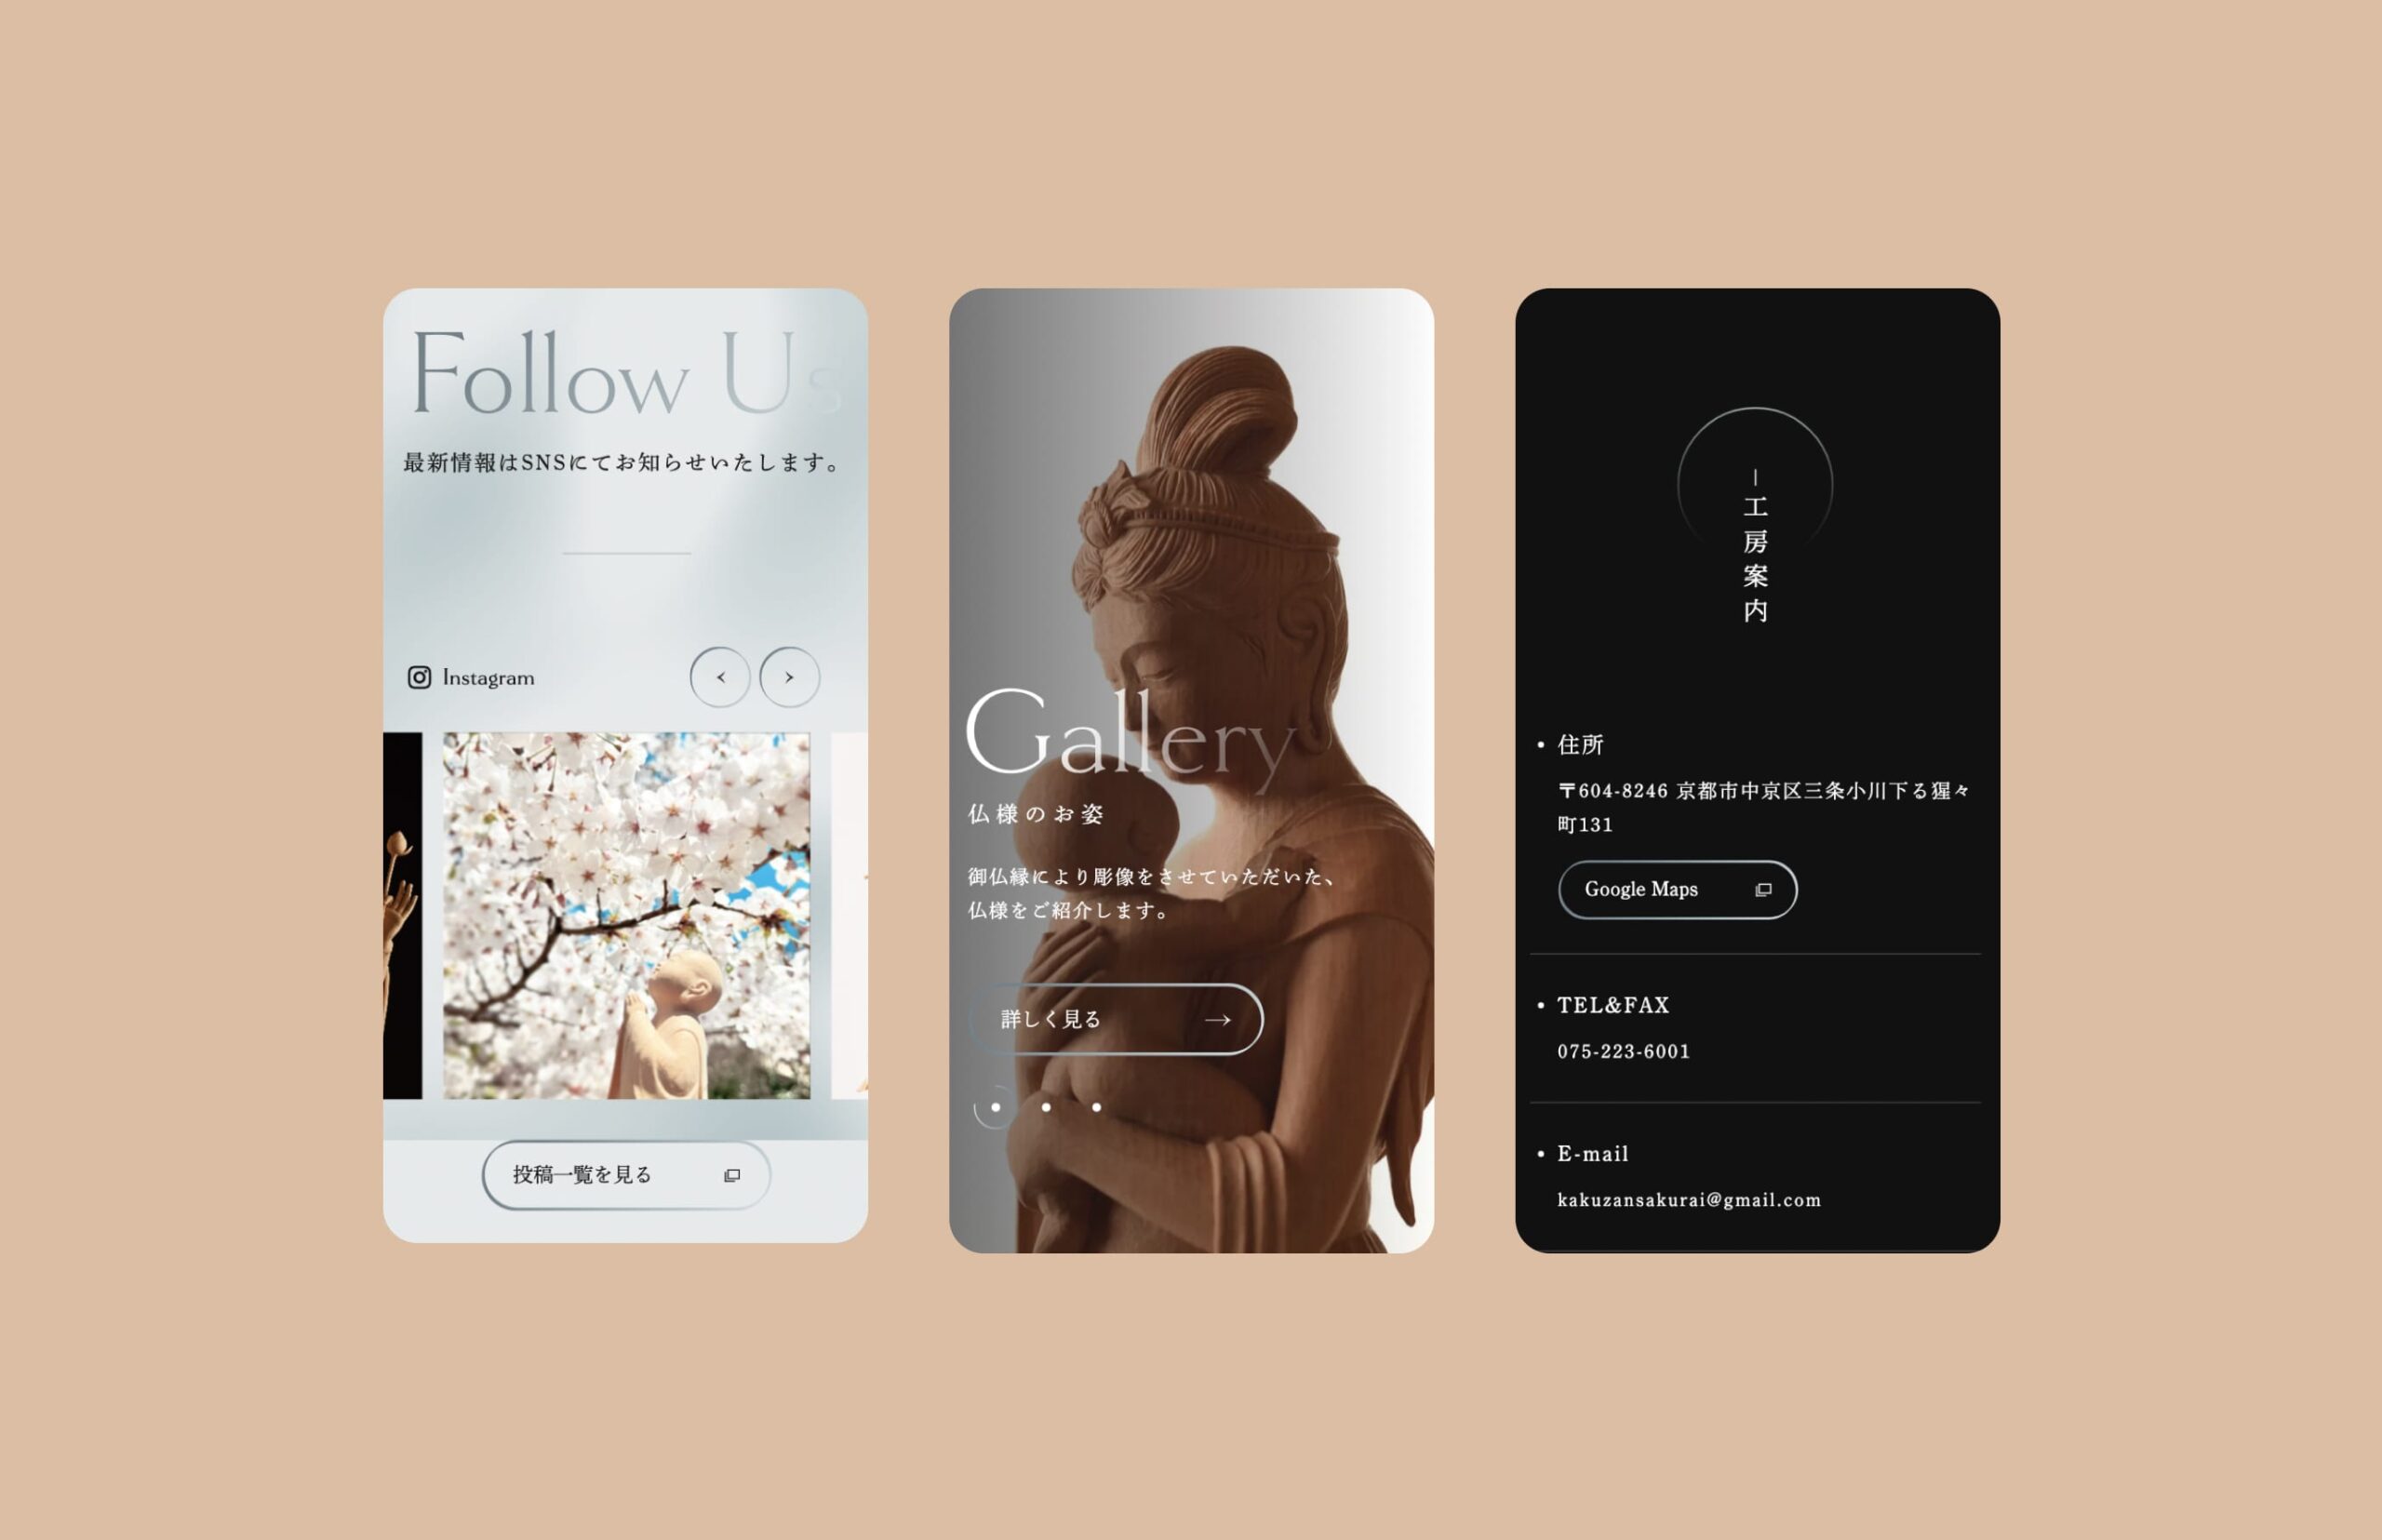 Follow Us
最新情報はSNSにてお知らせいたします。
Instagram
投稿一覧を見る
Gallery
仏様のお姿
御仏縁により彫像をさせていただいた、
仏様をご紹介します。
詳しく見る
工房案内
住所
〒604-8246 京都市中京区三条小川下る猩々
町131
Google Maps
TEL&FAX
075-223-6001
E-mail
kakuzansakurai@gmail.com